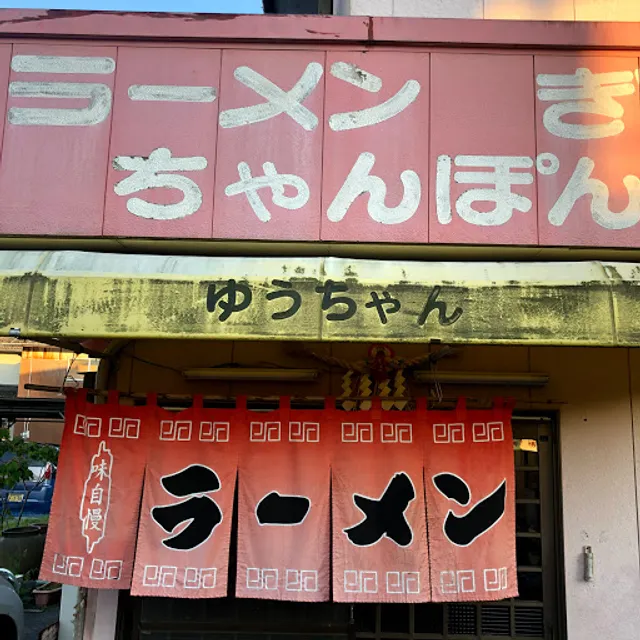 ラーメン ぎ
ちゃんぽん
ゆうちゃん
味自慢
ラーメン